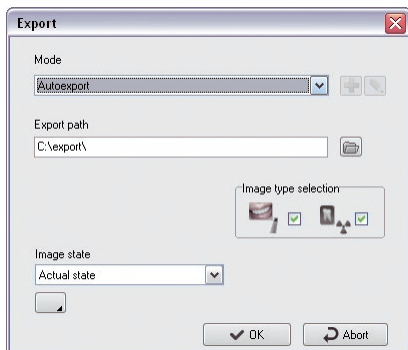 Export
Mode
Autoexport
Export path
C:\export\
Image type selection
Image state
Actual state
OK
Abort